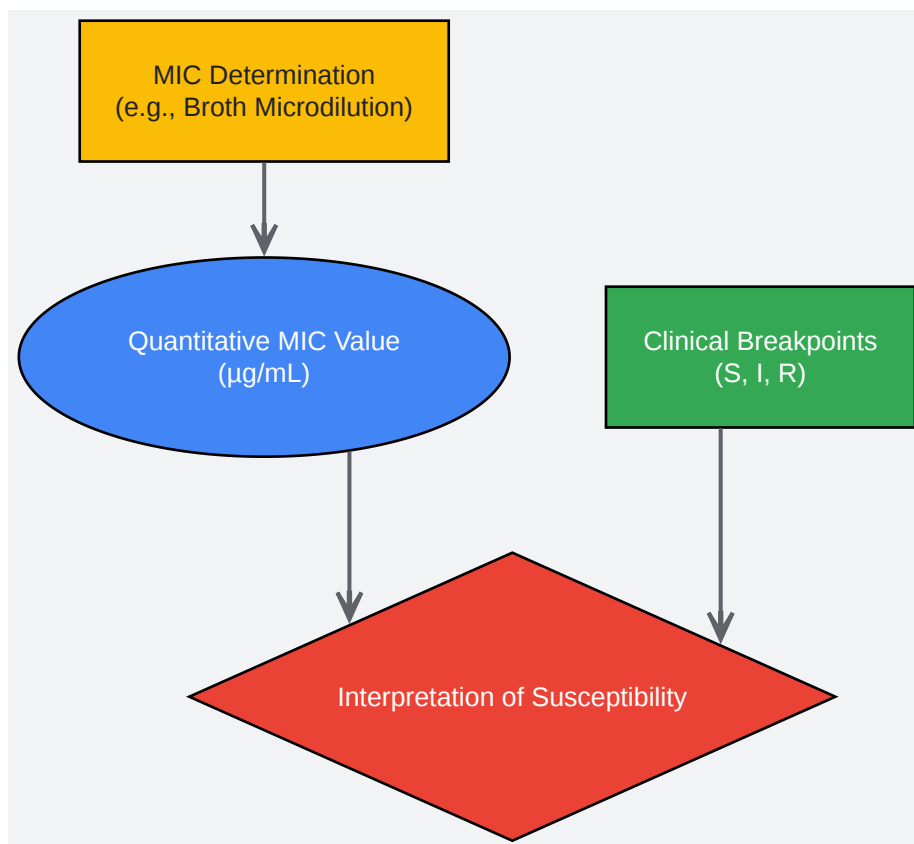 MIC Determination
(e.g., Broth Microdilution)
Quantitative MIC Value
(µg/mL)
Clinical Breakpoints
(S, I, R)
Interpretation of Susceptibility